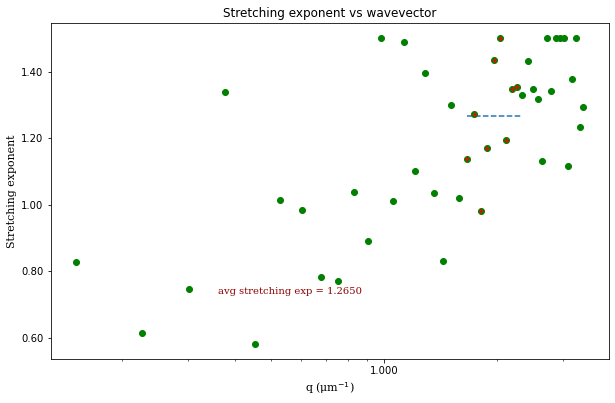 Stretching exponent vs wavevector
Stretching exponent
1.40
1.20
1.00
0.80
0.60
avg stretching exp = 1.2650
1.000
q (μm⁻¹)